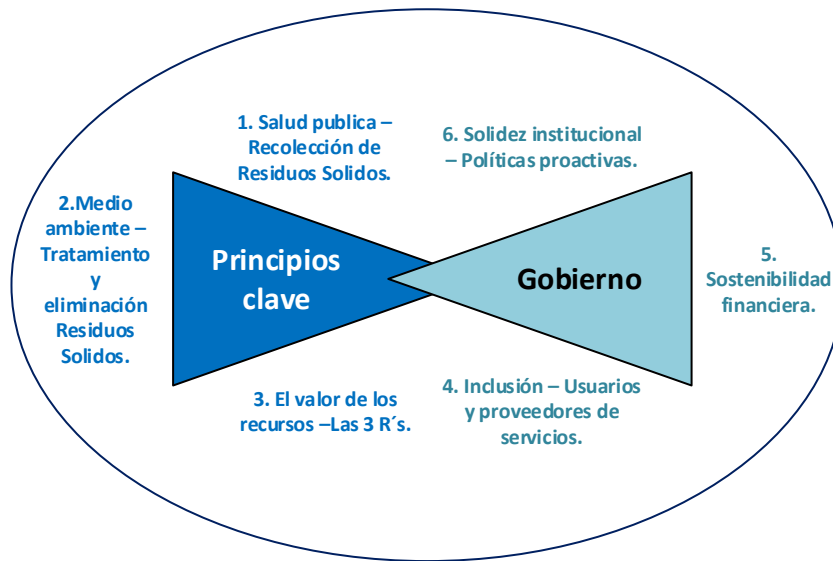 1. Salud publica –
Recolección de
Residuos Solidos.
6. Solidez institucional
– Políticas proactivas.
2.Medio
ambiente –
Tratamiento
y
eliminación
Residuos
Solidos.
Principios
clave
Gobierno
5.
Sostenibilidad
financiera.
3. El valor de los
recursos –Las 3 R´s.
4. Inclusión – Usuarios
y proveedores de
servicios.